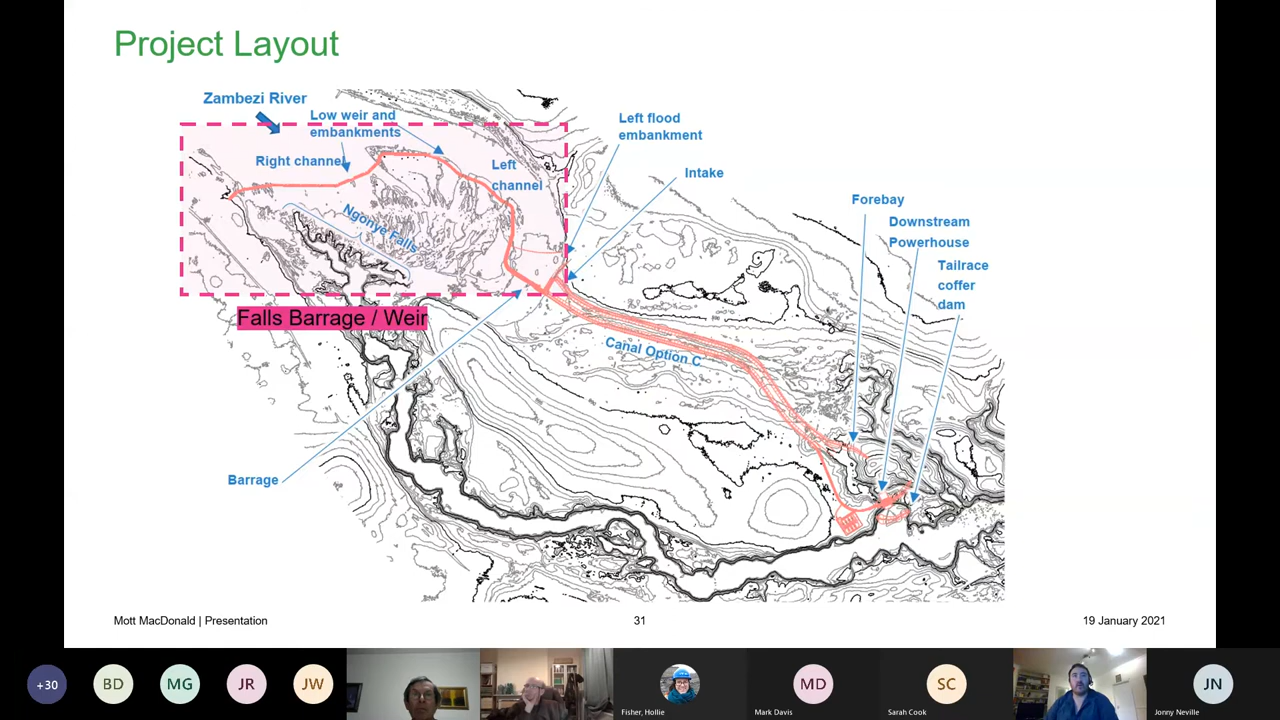 Project Layout
Zambezi River
Low weir and
embankments
Right channel
Left
channel
Left flood
embankment
Intake
Forebay
Downstream
Powerhouse
Tailrace
coffer
dam
Ngonye Falls
Falls Barrage / Weir
Canal Option C
Barrage
Mott MacDonald | Presentation
31
19 January 2021
+30
BD
MG
JR
JW
MD
SC
JN
Fisher, Hollie
Mark Davis
Sarah Cook
Jonny Neville